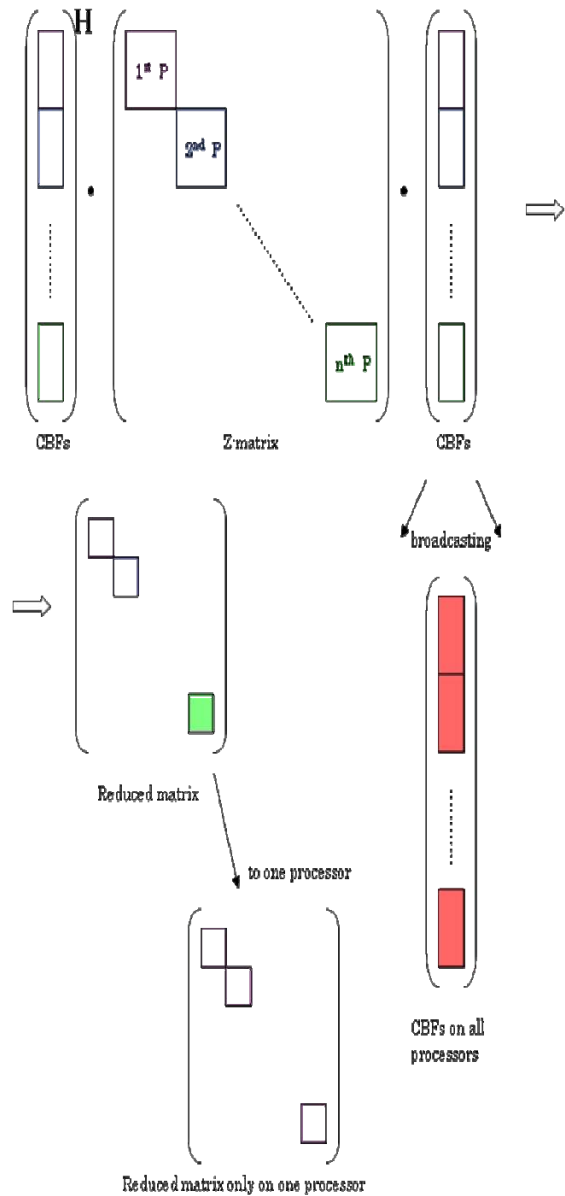 H
1st P
2nd P
nth P
CBFs
Z-matrix
CBFs
broadcasting
Reduced matrix
to one processor
CBFs on all
processors
Reduced matrix only on one processor